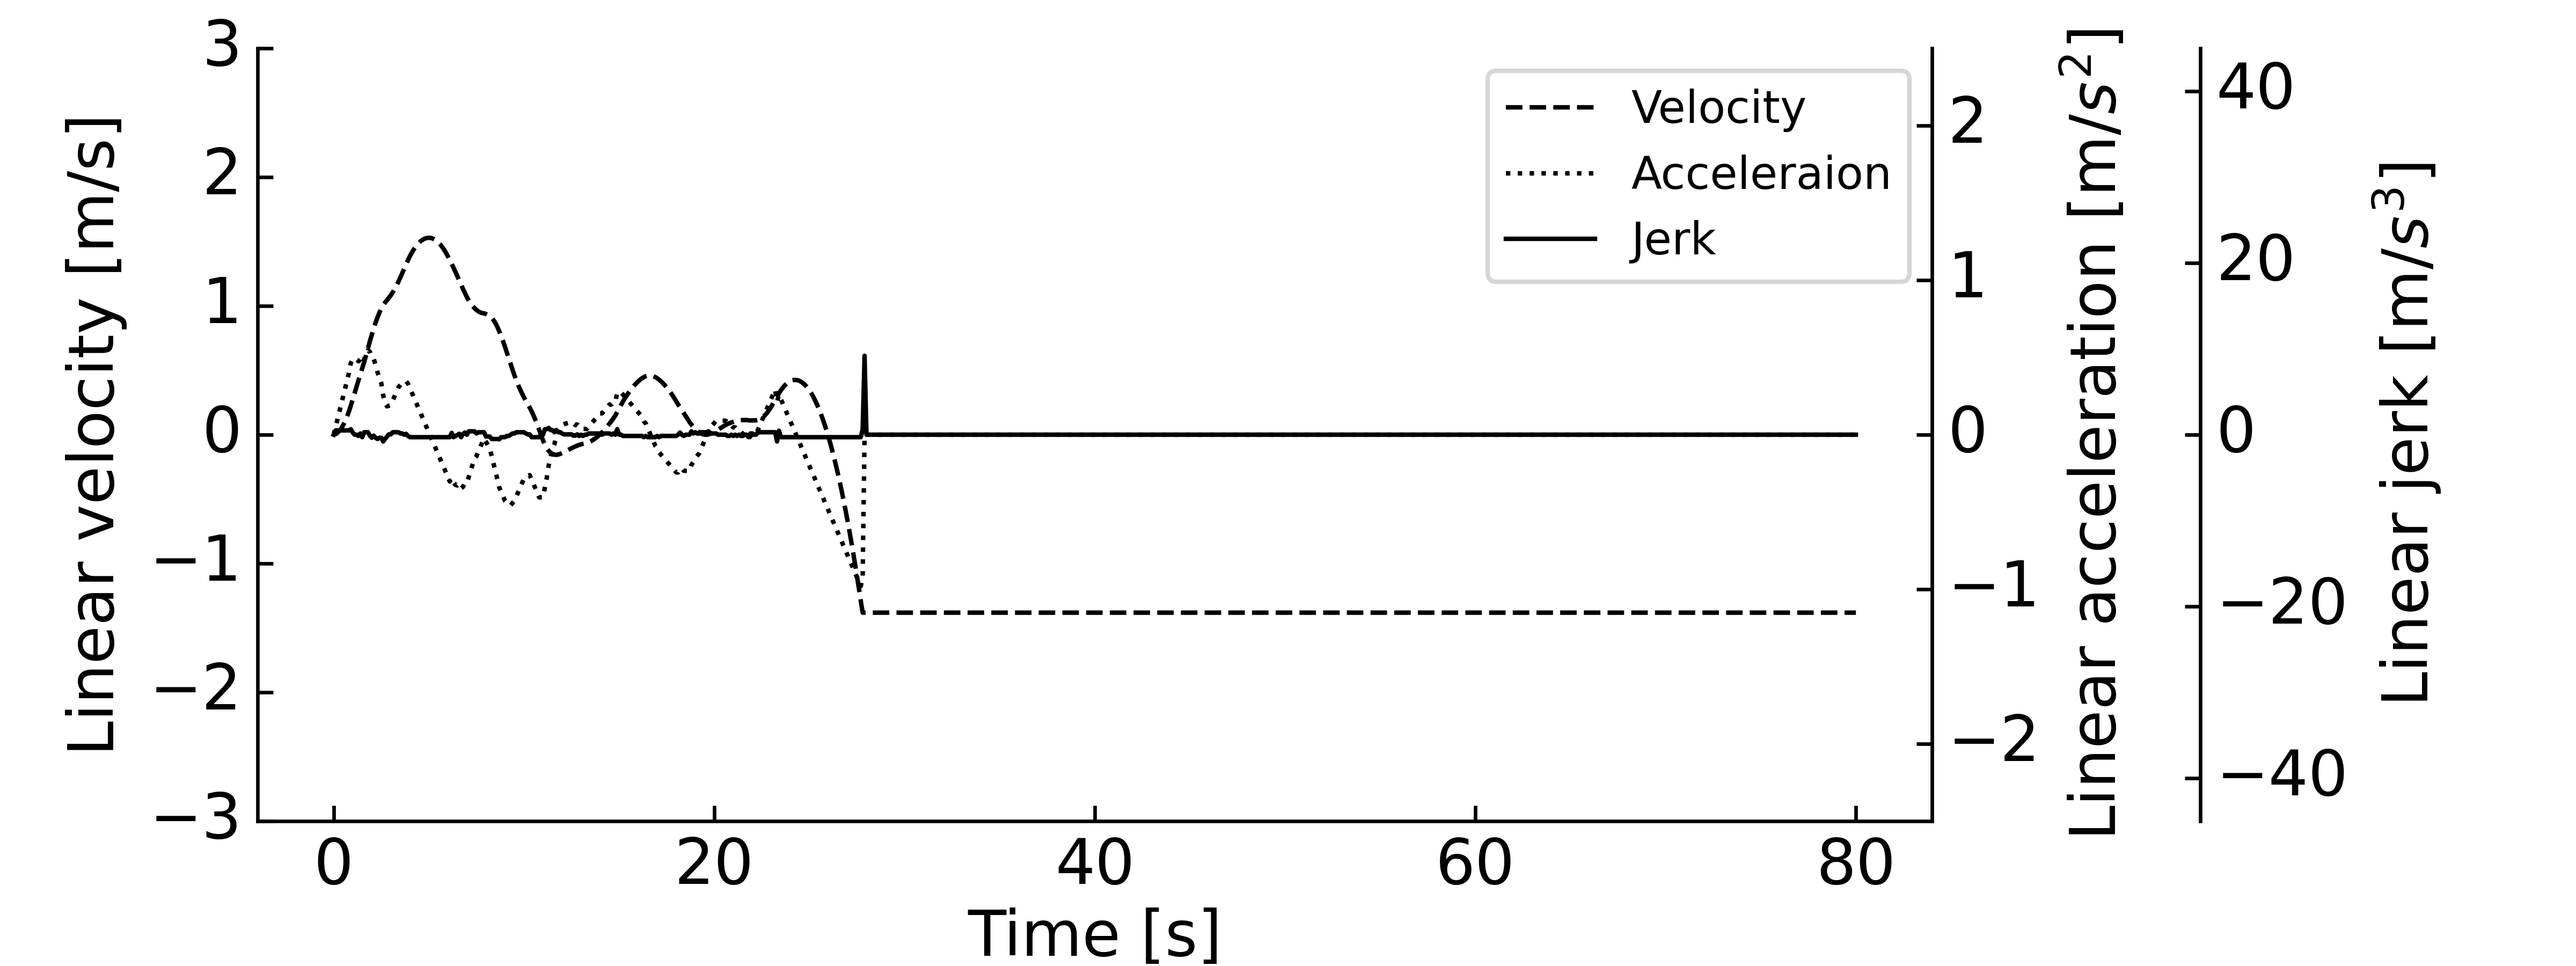 Linear velocity [m/s]
3
2
1
0
−1
−2
−3
0 20 40 60 80
Time [s]
Velocity
Acceleraion
Jerk
2
1
0
−1
−2
Linear acceleration [m/s²]
40
20
0
−20
−40
Linear jerk [m/s³]